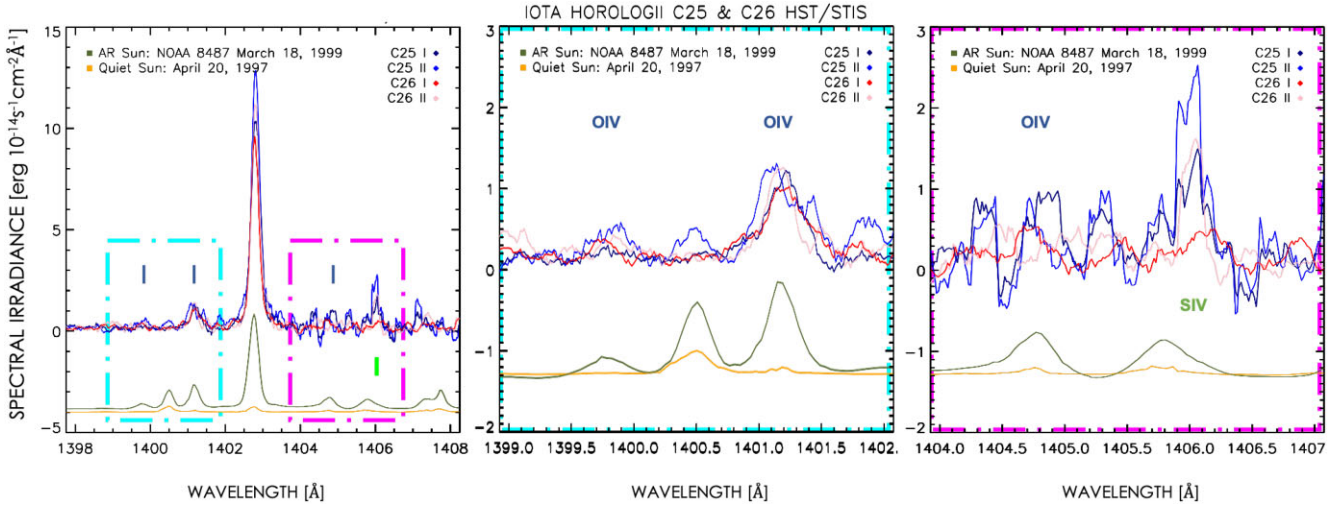 IOTA HOROLOGII C25 & C26 HST/STIS
SPECTRAL IRRADIANCE [erg 10⁻¹⁴s⁻¹cm⁻²Å⁻¹]
15
10
5
0
−5
AR Sun: NOAA 8487 March 18, 1999
Quiet Sun: April 20, 1997
C25 I
C25 II
C26 I
C26 II
1398 1400 1402 1404 1406 1408
WAVELENGTH [Å]
3
2
1
0
−1
−2
AR Sun: NOAA 8487 March 18, 1999
Quiet Sun: April 20, 1997
C25 I
C25 II
C26 I
C26 II
OIV
OIV
1399.0 1399.5 1400.0 1400.5 1401.0 1401.5 1402.
WAVELENGTH [Å]
3
2
1
0
−1
−2
AR Sun: NOAA 8487 March 18, 1999
Quiet Sun: April 20, 1997
C25 I
C25 II
C26 I
C26 II
OIV
SIV
1404.0 1404.5 1405.0 1405.5 1406.0 1406.5 1407
WAVELENGTH [Å]